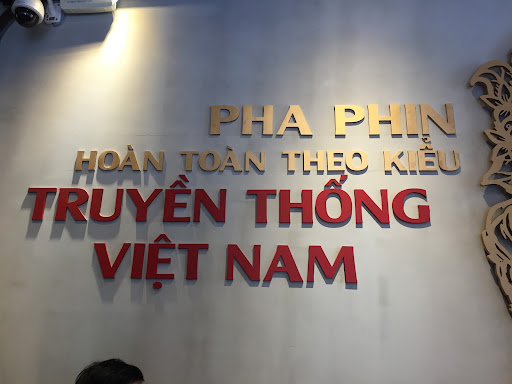 PHA PHIN
HOÀN TOÀN THEO KIỂU
TRUYỀN THỐNG
VIỆT NAM